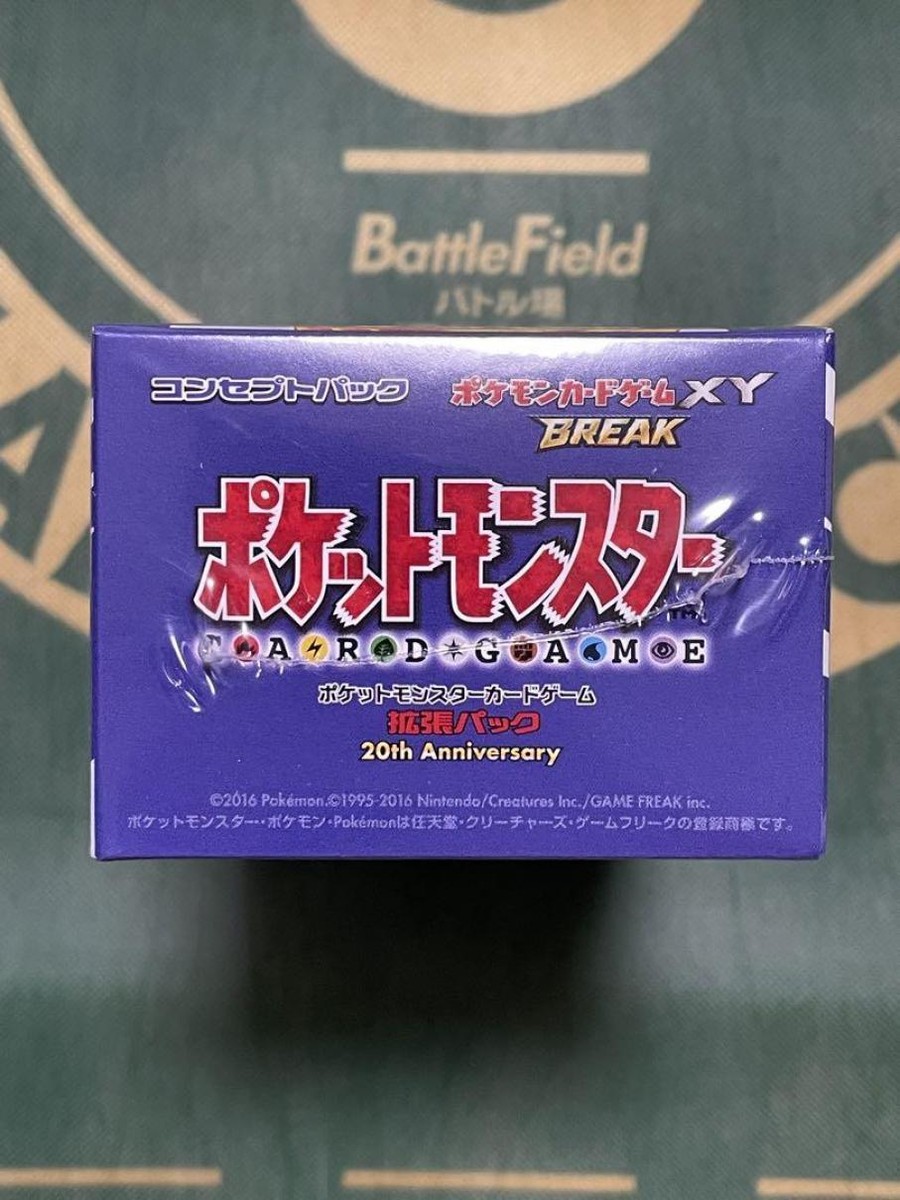 BattleField
バトル場
コンセプトパック
ポケモンカードゲームXY
BREAK
ポケットモンスター
TM
CARD GAME
ポケットモンスターカードゲーム
拡張パック
20th Anniversary
©2016 Pokémon.©1995-2016 Nintendo/Creatures Inc./GAME FREAK inc.
ポケットモンスター・ポケモン・Pokémonは任天堂・クリーチャーズ・ゲームフリークの登録商標です。